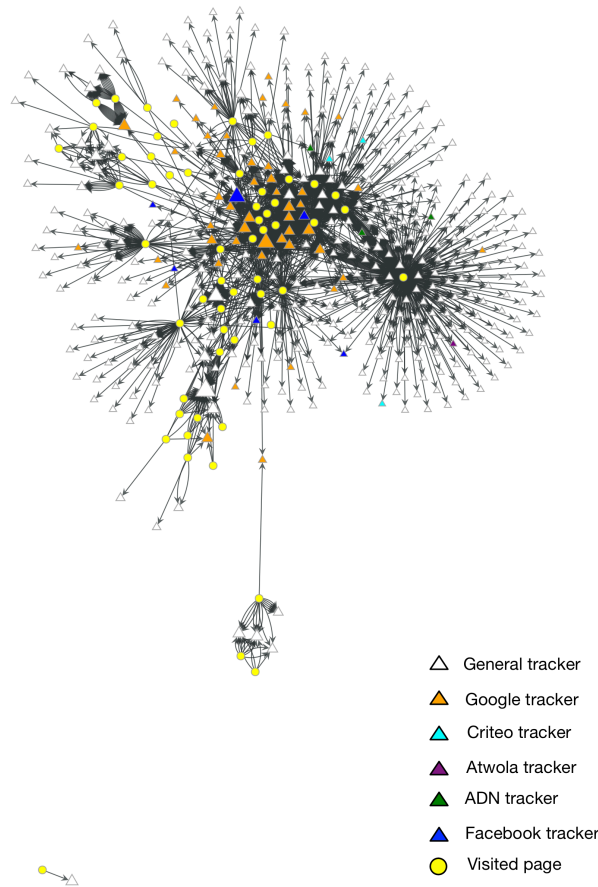 General tracker
Google tracker
Criteo tracker
Atwola tracker
ADN tracker
Facebook tracker
Visited page